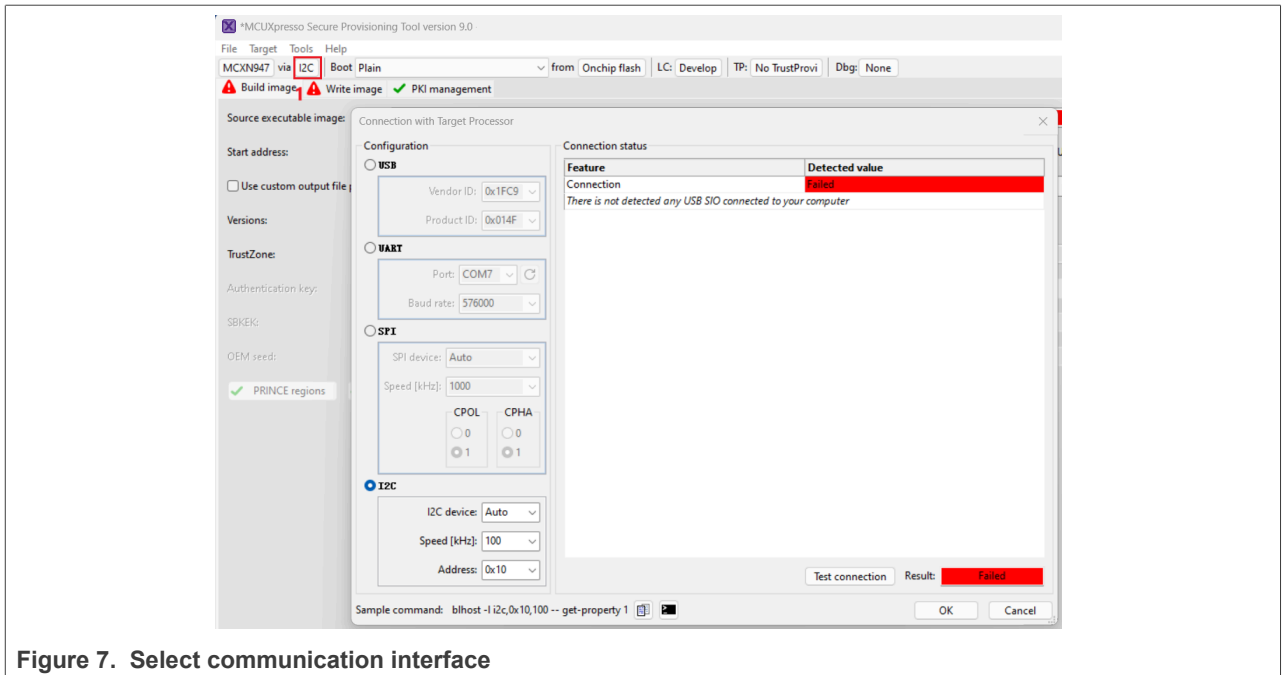 *MCUXpresso Secure Provisioning Tool version 9.0
File Target Tools Help
MCXN947 via I2C Boot Plain from Onchip flash LC: Develop TP: No TrustProvi Dbg: None
Build image 1 Write image PKI management
Source executable image:
Start address:
Use custom output file
Versions:
TrustZone:
Authentication key:
SBKEK:
OEM seed:
PRINCE regions
Connection with Target Processor
Configuration
USB
Vendor ID: 0x1FC9
Product ID: 0x014F
UART
Port: COM7
Baud rate: 576000
SPI
SPI device: Auto
Speed [kHz]: 1000
CPOL CPHA
0 0
1 1
I2C
I2C device: Auto
Speed [kHz]: 100
Address: 0x10
Connection status
Feature Detected value
Connection Failed
There is not detected any USB SIO connected to your computer
Test connection Result: Failed
Sample command: blhost -I i2c,0x10,100 -- get-property 1
OK Cancel
Figure 7. Select communication interface